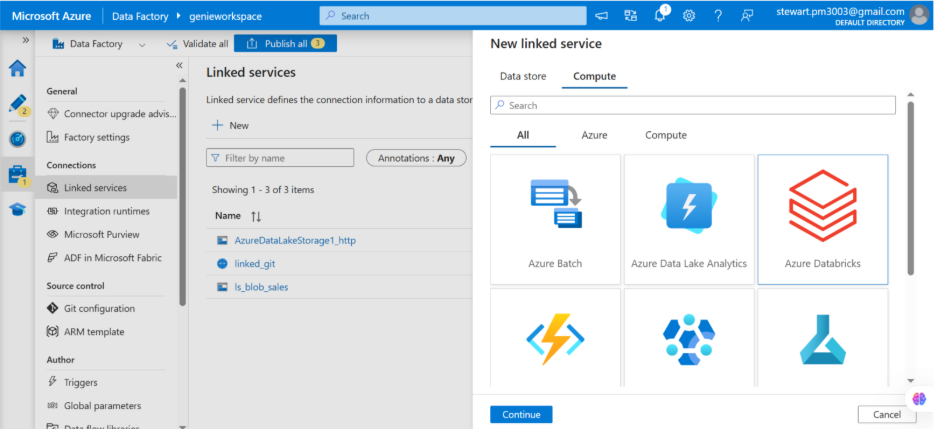 Microsoft Azure
Data Factory
genieworkspace
Search
1
stewart.pm3003@gmail.com
DEFAULT DIRECTORY
Data Factory
Validate all
Publish all 3
2
1
General
Connector upgrade advis...
Factory settings
Connections
Linked services
Integration runtimes
Microsoft Purview
ADF in Microsoft Fabric
Source control
Git configuration
ARM template
Author
Triggers
Global parameters
Data flow libraries
Linked services
Linked service defines the connection information to a data stor
New
Filter by name
Annotations : Any
Showing 1 - 3 of 3 items
Name
AzureDataLakeStorage1_http
linked_git
ls_blob_sales
New linked service
Data store
Compute
Search
All
Azure
Compute
Azure Batch
Azure Data Lake Analytics
Azure Databricks
Continue
Cancel